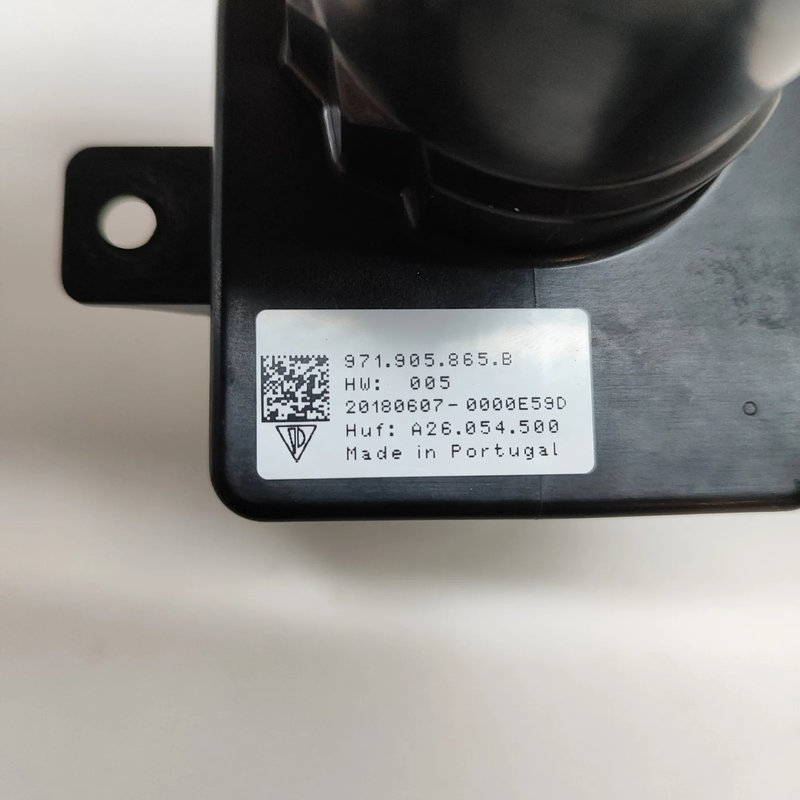 971.905.865.B
HW: 005
20180607-0000E59D
Huf: A26.054.500
Made in Portugal